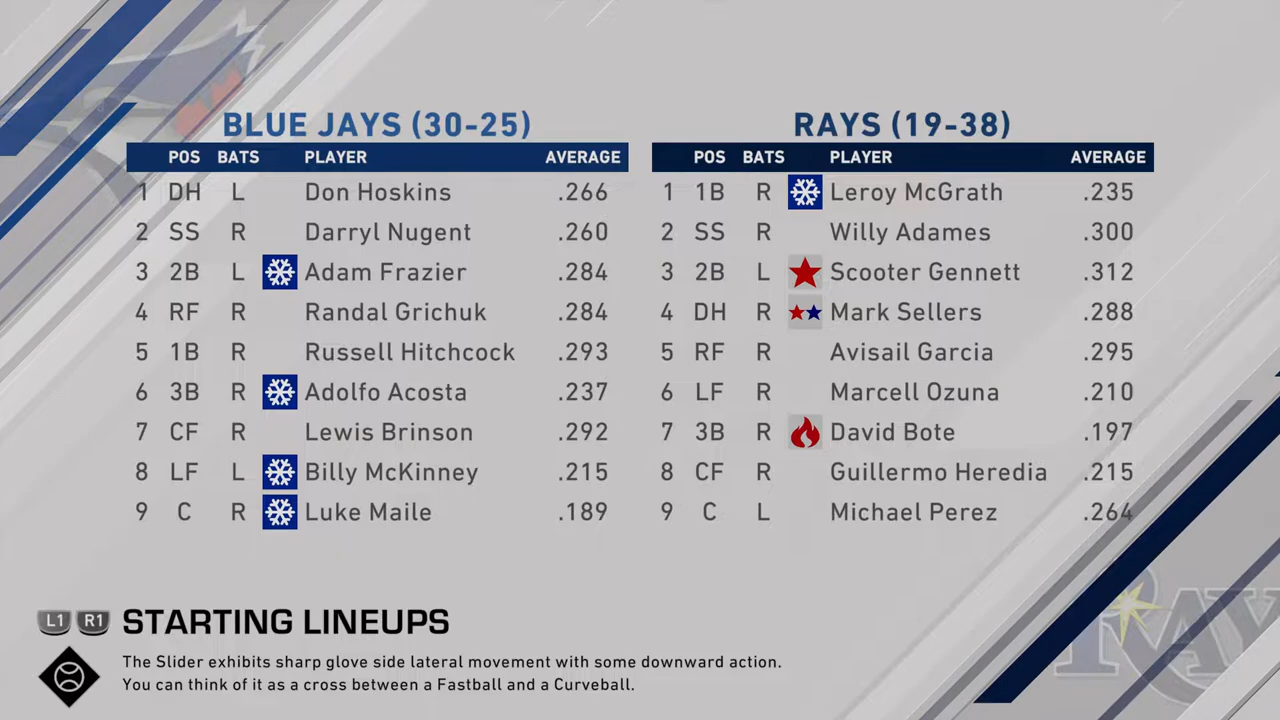 BLUE JAYS (30-25)
POS BATS PLAYER AVERAGE
1 DH L Don Hoskins .266
2 SS R Darryl Nugent .260
3 2B L Adam Frazier .284
4 RF R Randal Grichuk .284
5 1B R Russell Hitchcock .293
6 3B R Adolfo Acosta .237
7 CF R Lewis Brinson .292
8 LF L Billy McKinney .215
9 C R Luke Maile .189
RAYS (19-38)
POS BATS PLAYER AVERAGE
1 1B R Leroy McGrath .235
2 SS R Willy Adames .300
3 2B L Scooter Gennett .312
4 DH R Mark Sellers .288
5 RF R Avisail Garcia .295
6 LF R Marcell Ozuna .210
7 3B R David Bote .197
8 CF R Guillermo Heredia .215
9 C L Michael Perez .264
L1 R1 STARTING LINEUPS
The Slider exhibits sharp glove side lateral movement with some downward action.
You can think of it as a cross between a Fastball and a Curveball.
RAY